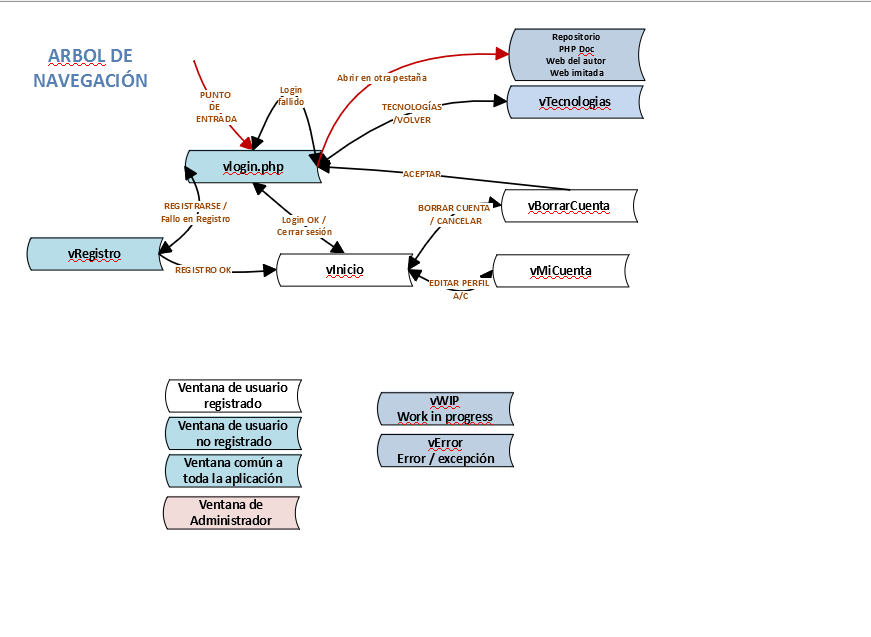 ARBOL DE
NAVEGACIÓN
PUNTO
DE
ENTRADA
Login
fallido
Abrir en otra pestaña
Repositorio
PHP Doc
Web del autor
Web imitada
TECNOLOGÍAS
/VOLVER
vTecnologias
vlogin.php
ACEPTAR
REGISTRARSE /
Fallo en Registro
Login OK /
Cerrar sesión
BORRAR CUENTA
/ CANCELAR
vBorrarCuenta
vRegistro
REGISTRO OK
vInicio
EDITAR PERFIL
A/C
vMiCuenta
Ventana de usuario
registrado
Ventana de usuario
no registrado
Ventana común a
toda la aplicación
Ventana de
Administrador
vWIP
Work in progress
vError
Error / excepción